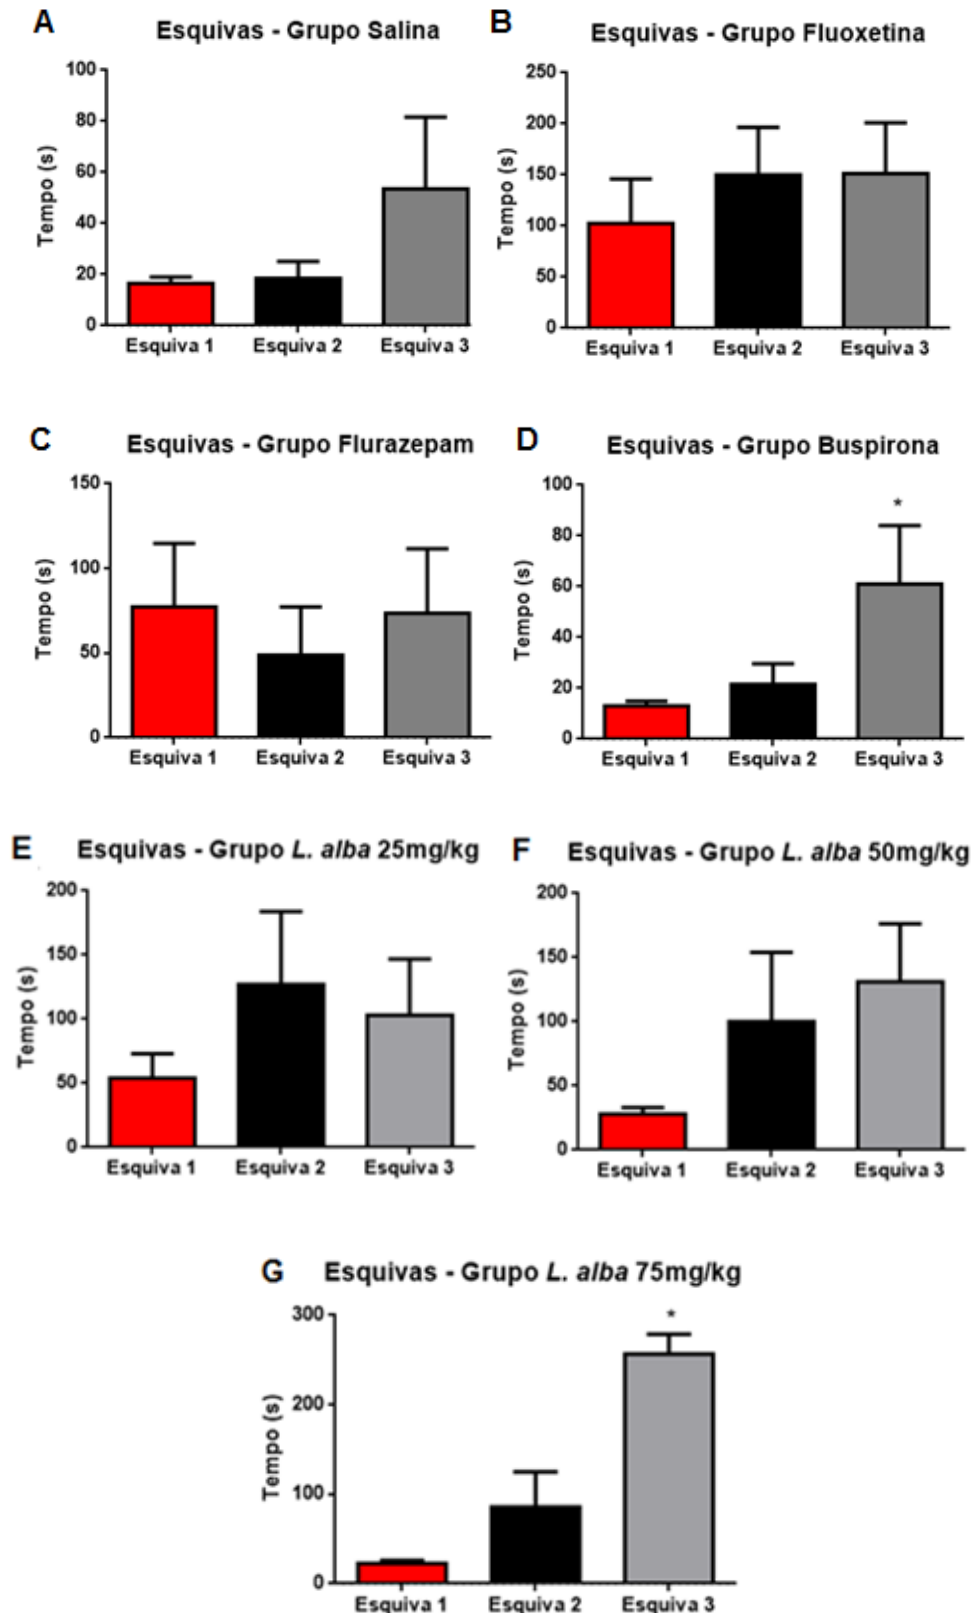 A
Esquivas - Grupo Salina
100
80
60
40
20
0
Tempo (s)
Esquiva 1 Esquiva 2 Esquiva 3
B
Esquivas - Grupo Fluoxetina
250
200
150
100
50
0
Tempo (s)
Esquiva 1 Esquiva 2 Esquiva 3
C
Esquivas - Grupo Flurazepam
150
100
50
0
Tempo (s)
Esquiva 1 Esquiva 2 Esquiva 3
D
Esquivas - Grupo Buspirona
100
80
60
40
20
0
Tempo (s)
*
Esquiva 1 Esquiva 2 Esquiva 3
E
Esquivas - Grupo L. alba 25mg/kg
200
150
100
50
0
Tempo (s)
Esquiva 1 Esquiva 2 Esquiva 3
F
Esquivas - Grupo L. alba 50mg/kg
200
150
100
50
0
Tempo (s)
Esquiva 1 Esquiva 2 Esquiva 3
G
Esquivas - Grupo L. alba 75mg/kg
300
200
100
0
Tempo (s)
*
Esquiva 1 Esquiva 2 Esquiva 3